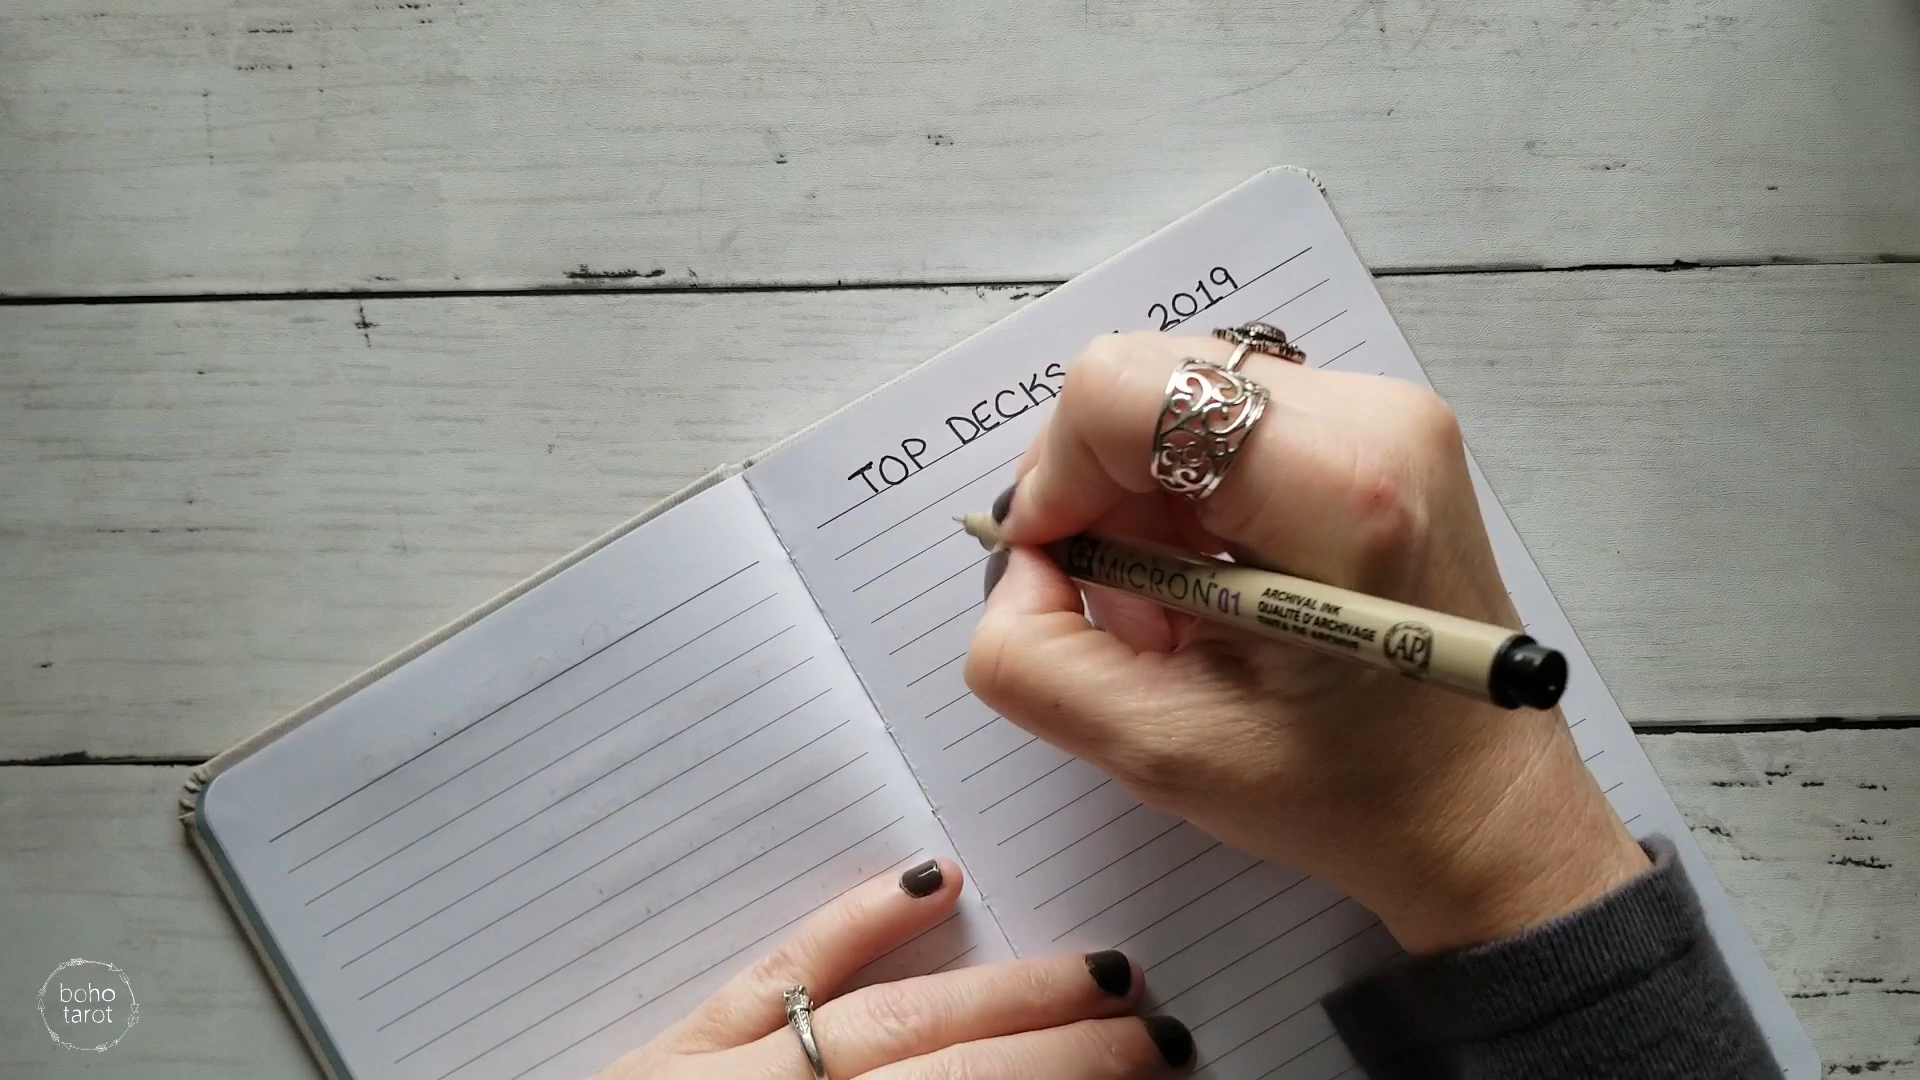 TOP DECKS 2019
MICRON 01
ARCHIVAL INK
QUALITÉ D'ARCHIVAGE
AP
boho
tarot